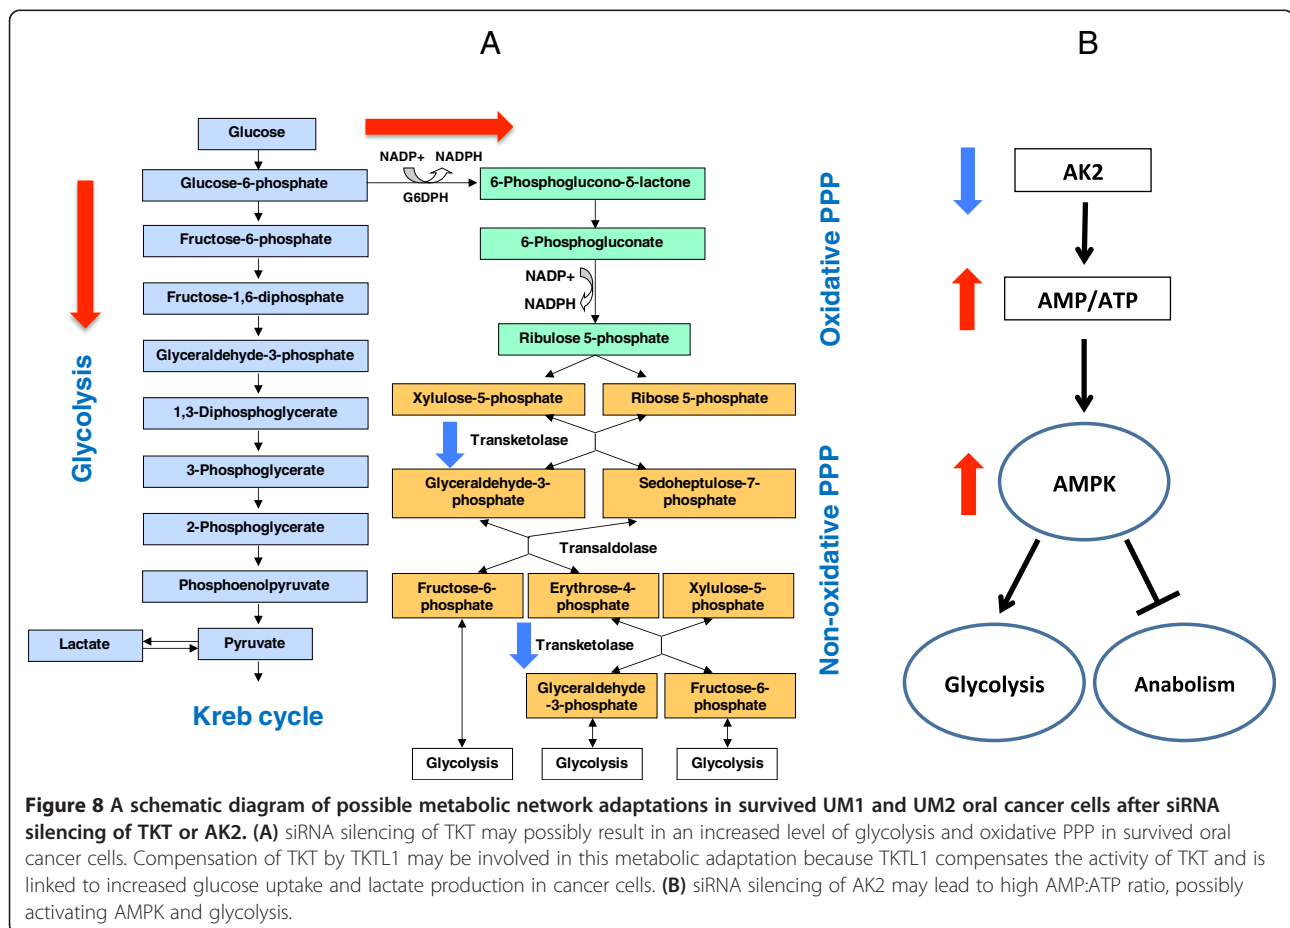 A
B
Glucose
NADP+ NADPH
Glucose-6-phosphate
G6DPH
6-Phosphoglucono-δ-lactone
Fructose-6-phosphate
6-Phosphogluconate
NADP+
NADPH
Fructose-1,6-diphosphate
Ribulose 5-phosphate
Glyceraldehyde-3-phosphate
Xylulose-5-phosphate
Ribose 5-phosphate
1,3-Diphosphoglycerate
Transketolase
3-Phosphoglycerate
Glyceraldehyde-3-
phosphate
Sedoheptulose-7-
phosphate
2-Phosphoglycerate
Transaldolase
Phosphoenolpyruvate
Fructose-6-
phosphate
Erythrose-4-
phosphate
Xylulose-5-
phosphate
Lactate
Pyruvate
Transketolase
Glyceraldehyde
-3-phosphate
Fructose-6-
phosphate
Kreb cycle
Glycolysis
Glycolysis
Glycolysis
Glycolysis
Oxidative PPP
Non-oxidative PPP
AK2
AMP/ATP
AMPK
Glycolysis
Anabolism
Figure 8 A schematic diagram of possible metabolic network adaptations in survived UM1 and UM2 oral cancer cells after siRNA
silencing of TKT or AK2. (A) siRNA silencing of TKT may possibly result in an increased level of glycolysis and oxidative PPP in survived oral
cancer cells. Compensation of TKT by TKTL1 may be involved in this metabolic adaptation because TKTL1 compensates the activity of TKT and is
linked to increased glucose uptake and lactate production in cancer cells. (B) siRNA silencing of AK2 may lead to high AMP:ATP ratio, possibly
activating AMPK and glycolysis.